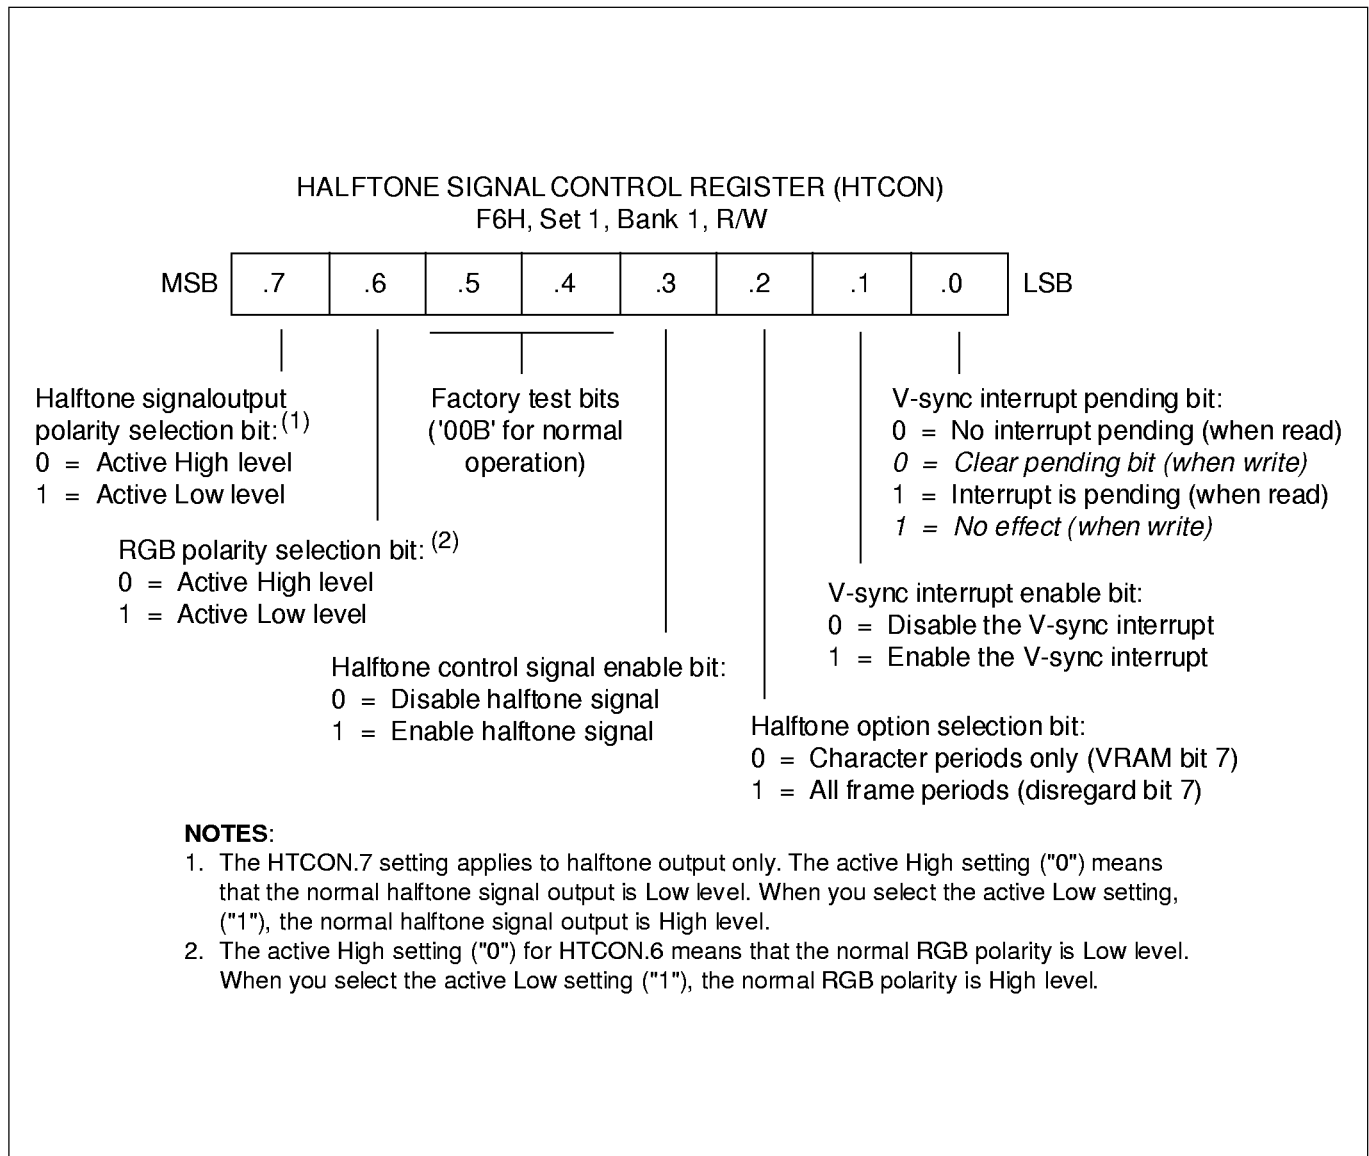 HALFTONE SIGNAL CONTROL REGISTER (HTCON)
F6H, Set 1, Bank 1, R/W
MSB .7 .6 .5 .4 .3 .2 .1 .0 LSB
Halftone signaloutput
polarity selection bit:(1)
0 = Active High level
1 = Active Low level
RGB polarity selection bit: (2)
0 = Active High level
1 = Active Low level
Factory test bits
('00B' for normal
operation)
Halftone control signal enable bit:
0 = Disable halftone signal
1 = Enable halftone signal
Halftone option selection bit:
0 = Character periods only (VRAM bit 7)
1 = All frame periods (disregard bit 7)
V-sync interrupt enable bit:
0 = Disable the V-sync interrupt
1 = Enable the V-sync interrupt
V-sync interrupt pending bit:
0 = No interrupt pending (when read)
0 = Clear pending bit (when write)
1 = Interrupt is pending (when read)
1 = No effect (when write)
NOTES:
1. The HTCON.7 setting applies to halftone output only. The active High setting ("0") means
that the normal halftone signal output is Low level. When you select the active Low setting,
("1"), the normal halftone signal output is High level.
2. The active High setting ("0") for HTCON.6 means that the normal RGB polarity is Low level.
When you select the active Low setting ("1"), the normal RGB polarity is High level.